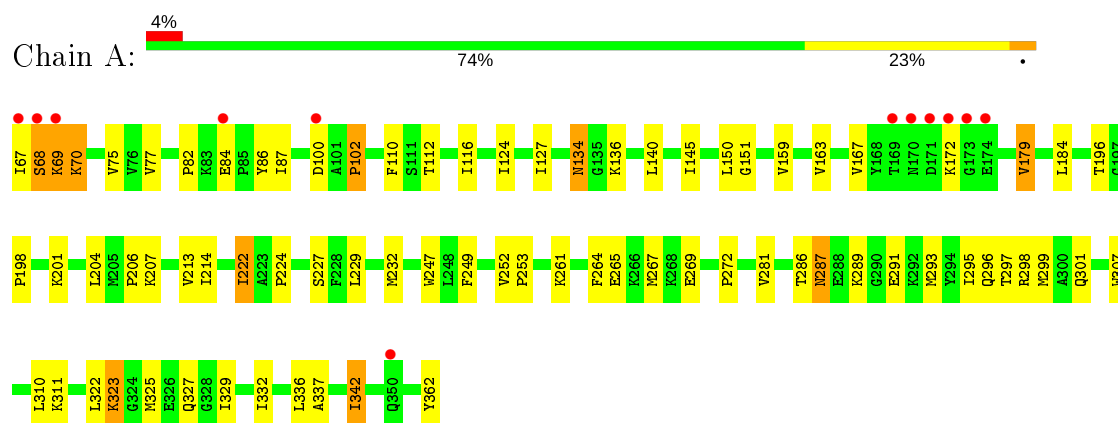 4%
Chain A:
74% 23% •
I67 S68 K69 K70 V75 V76 V77 P82 K83 E84 P85 Y86 I87 D100 A101 P102 F110 S111 T112 I116 I124 I127 N134 G135 K136 L140 I145 L150 G151 V159 V163 V167 Y168 T169 N170 D171 K172 G173 E174 V179 L184 T196
P198 K201 L204 M205 P206 K207 V213 I214 I222 A223 P224 S227 F228 L229 M232 W247 L248 F249 V252 P253 K261 F264 E265 K266 M267 K268 E269 P272 V281 T286 N287 E288 K289 G290 E291 K292 M293 Y294 I295 Q296 T297 R298 M299 A300 Q301
L310 K311 L322 K323 G324 M325 E326 Q327 G328 I329 I332 L336 A337 I342 Q350 Y362